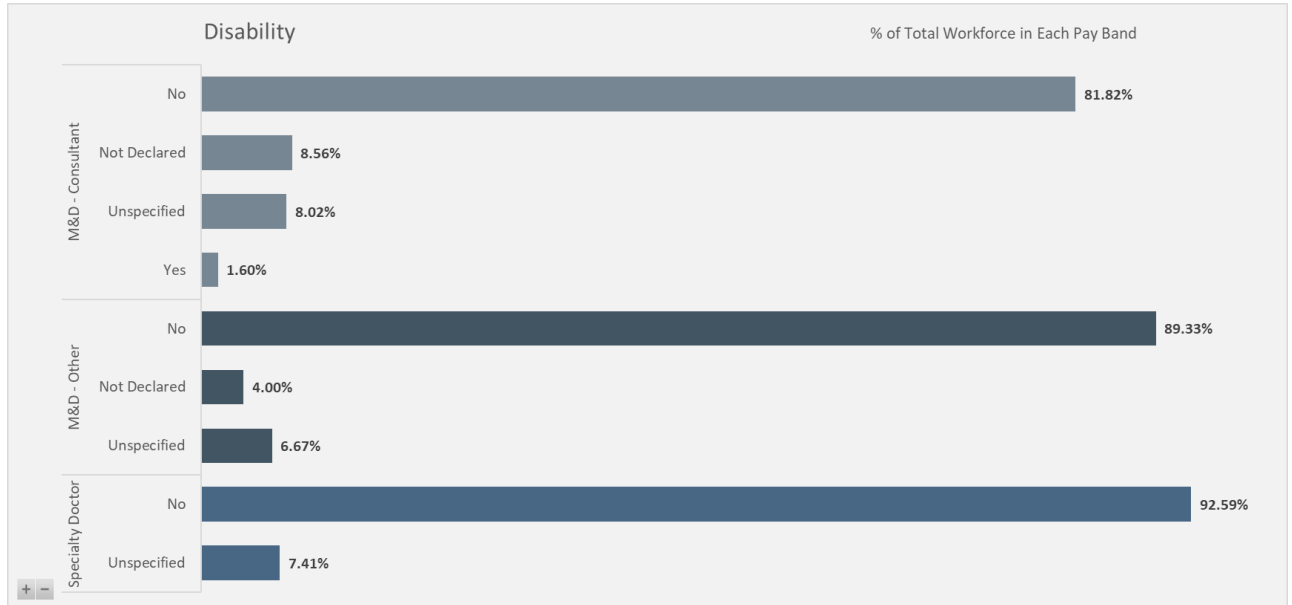 Disability
% of Total Workforce in Each Pay Band
M&D - Consultant
No
81.82%
Not Declared
8.56%
Unspecified
8.02%
Yes
1.60%
M&D - Other
No
89.33%
Not Declared
4.00%
Unspecified
6.67%
Specialty Doctor
No
92.59%
Unspecified
7.41%
+ −